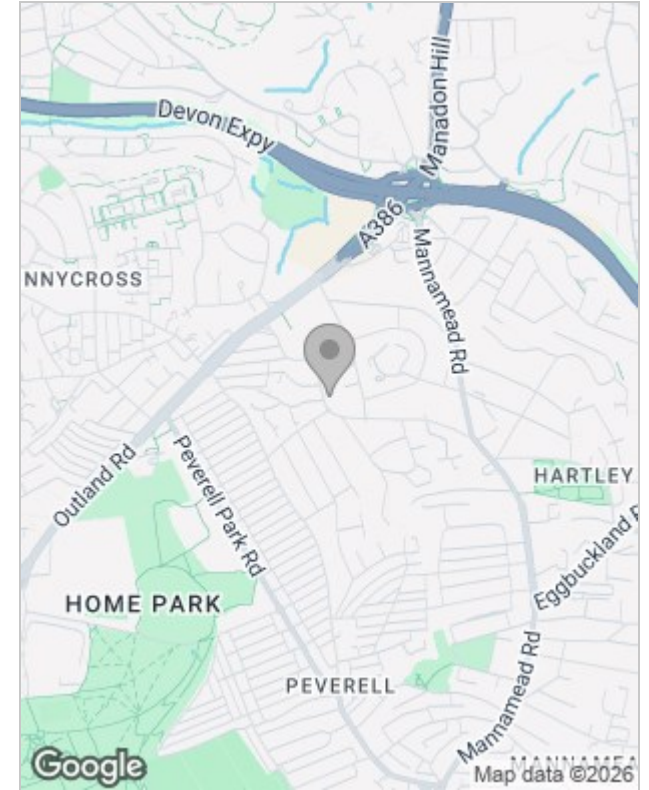 Manadon Hill
Devon Expy
A386
NNYCROSS
Mannamead Rd
Outland Rd
Peverell Park Rd
HARTLEY
Eggbuckland R
HOME PARK
PEVERELL
Mannamead Rd
MANNAMEA
Google
Map data ©2026